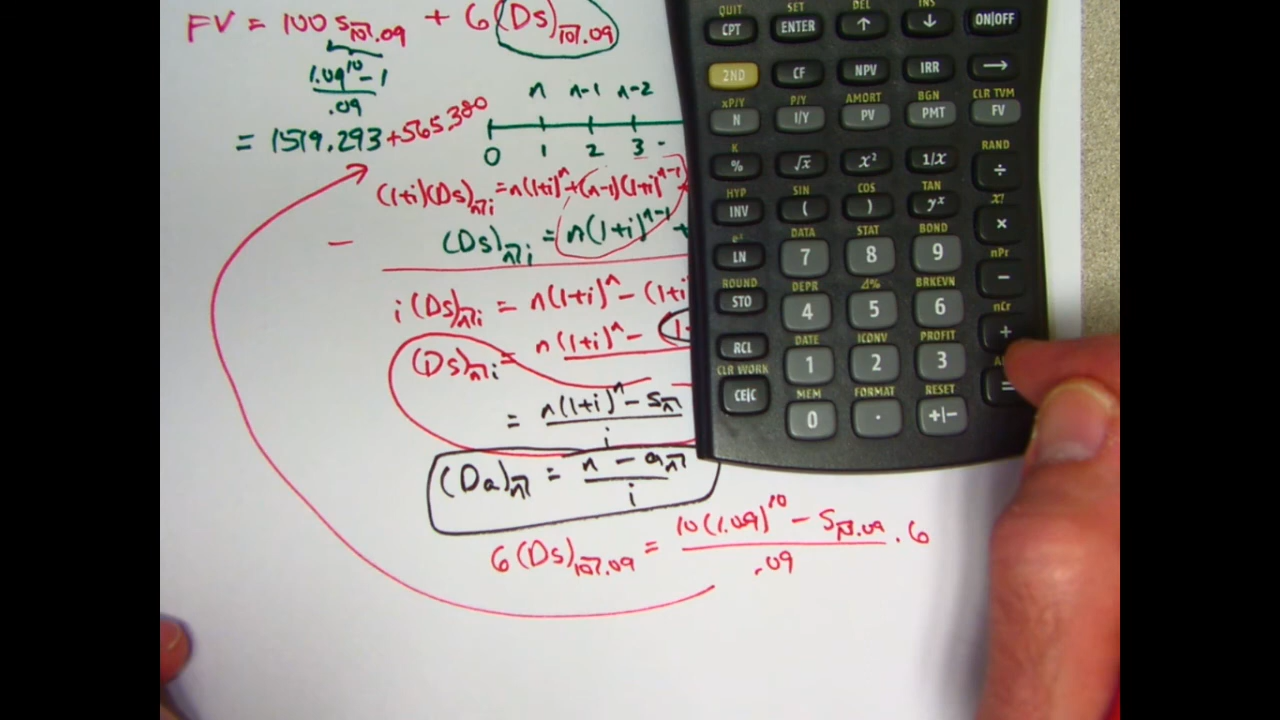 FV = 100 s10⌉.09 + 6 (Ds)10⌉.09
1.09^10 - 1
.09
= 1519.293 + 565.380
n n-1 n-2
0 1 2 3
(1+i)(Ds)n⌉i = n(1+i)^n + (n-1)(1+i)^n-1
(Ds)n⌉i = n(1+i)^n-1 +
i(Ds)n⌉i = n(1+i)^n - (1+i
(Ds)n⌉i = n(1+i)^n -
= n(1+i)^n - sn⌉
i
(Da)n⌉ = n - an⌉
i
6(Ds)10⌉.09 = 10(1.09)^10 - s10⌉.09 . 6
.09
QUIT SET DEL INS
CPT ENTER ↑ ↓ ON|OFF
2ND CF NPV IRR →
xP/Y P/Y AMORT BGN CLR TVM
N I/Y PV PMT FV
K RAND
% √x x² 1/x ÷
HYP SIN COS TAN x!
INV ( ) y^x ×
e^x DATA STAT BOND nPr
LN 7 8 9 −
ROUND DEPR Δ% BRKEVN nCr
STO 4 5 6 +
DATE ICONV PROFIT
RCL 1 2 3 =
CLR WORK MEM FORMAT RESET
CE|C 0 . +|−